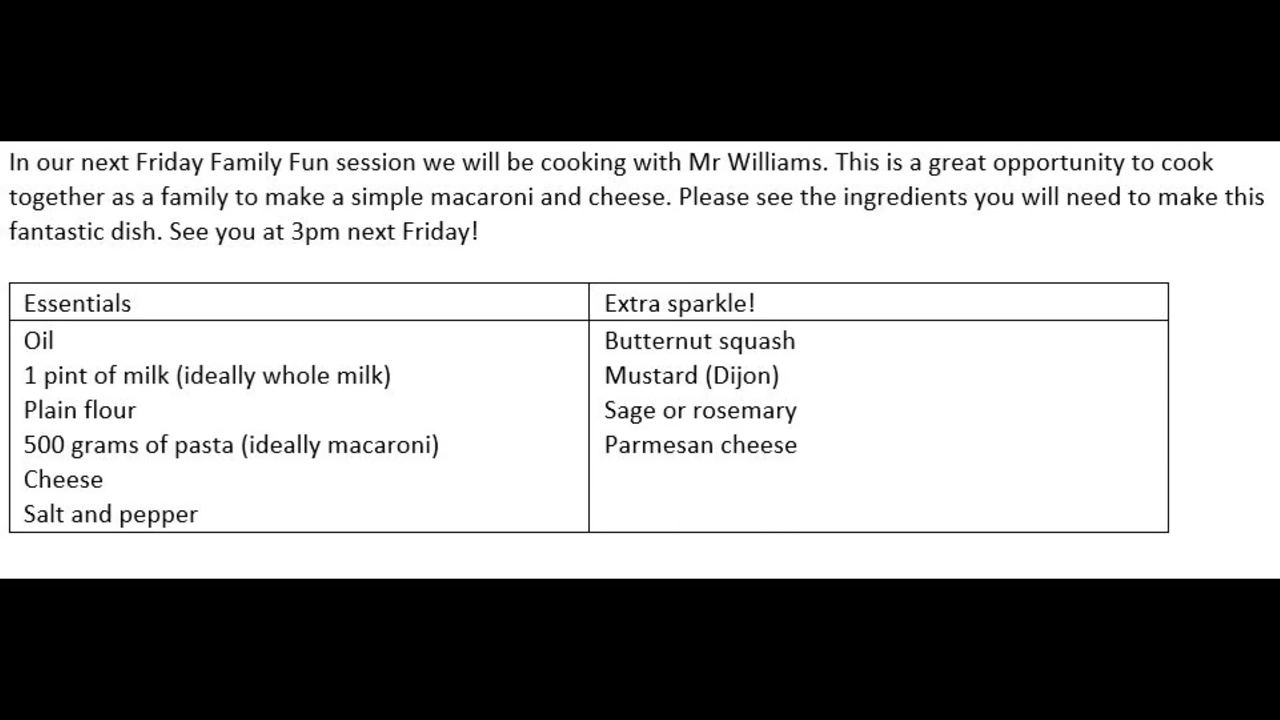 In our next Friday Family Fun session we will be cooking with Mr Williams. This is a great opportunity to cook
together as a family to make a simple macaroni and cheese. Please see the ingredients you will need to make this
fantastic dish. See you at 3pm next Friday!
Essentials
Oil
1 pint of milk (ideally whole milk)
Plain flour
500 grams of pasta (ideally macaroni)
Cheese
Salt and pepper
Extra sparkle!
Butternut squash
Mustard (Dijon)
Sage or rosemary
Parmesan cheese